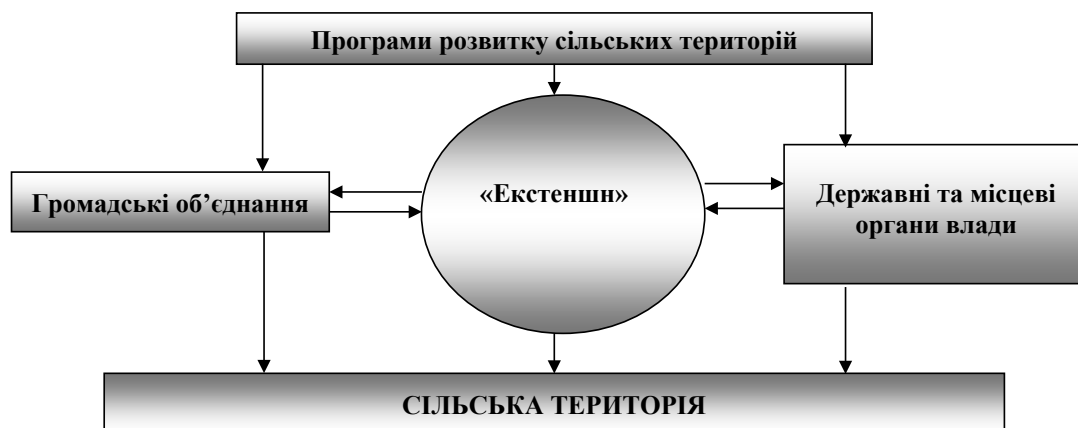 Програми розвитку сільських територій
Громадські об’єднання
«Екстеншн»
Державні та місцеві
органи влади
СІЛЬСЬКА ТЕРИТОРІЯ